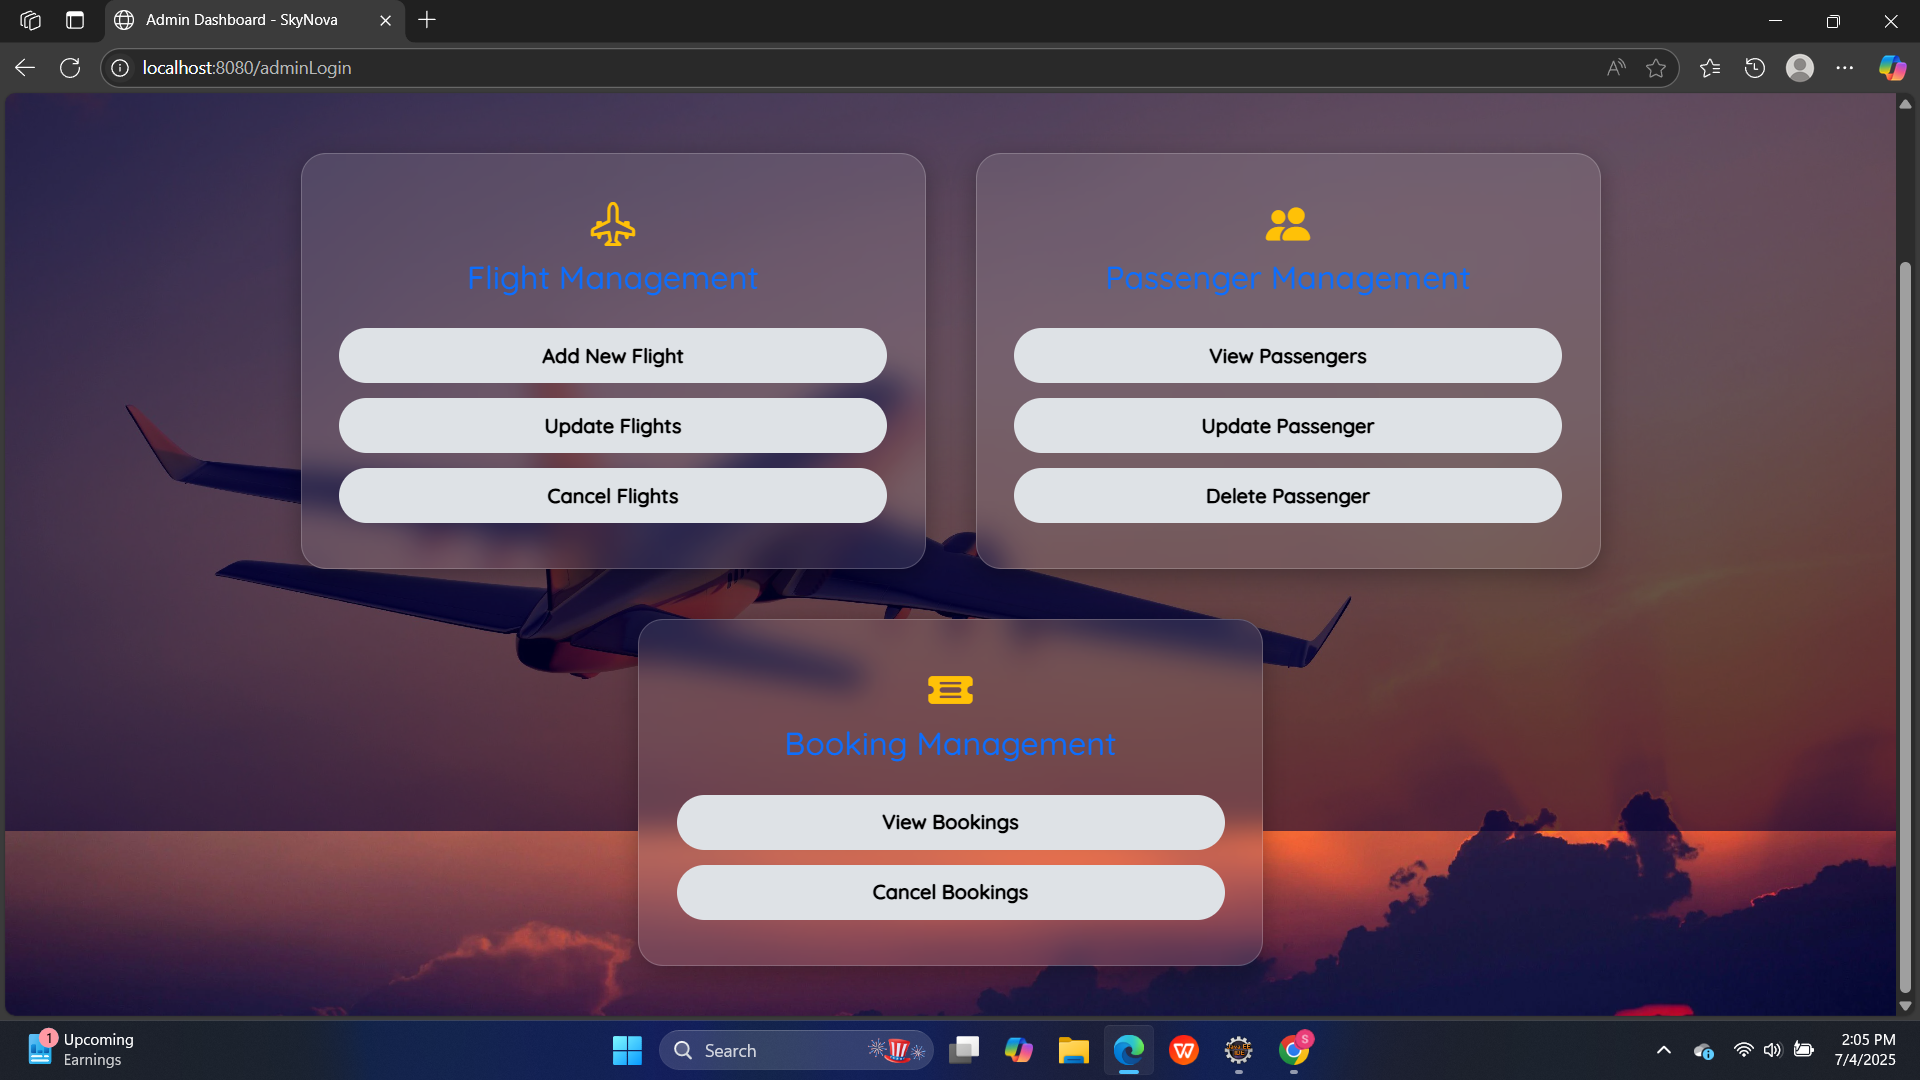 Admin Dashboard - SkyNova
localhost:8080/adminLogin
Flight Management
Add New Flight
Update Flights
Cancel Flights
Passenger Management
View Passengers
Update Passenger
Delete Passenger
Booking Management
View Bookings
Cancel Bookings
1
Upcoming
Earnings
Search
S
2:05 PM
7/4/2025